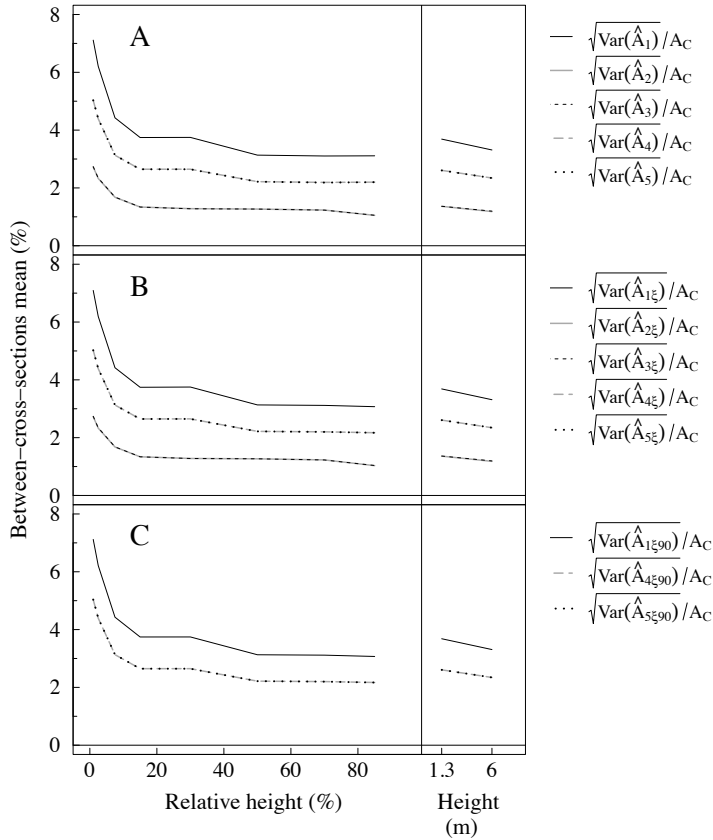 Between−cross−sections mean (%)
8
6
4
2
0
A
√Var(Â1)/AC
√Var(Â2)/AC
√Var(Â3)/AC
√Var(Â4)/AC
√Var(Â5)/AC
8
6
4
2
0
B
√Var(Â1ξ)/AC
√Var(Â2ξ)/AC
√Var(Â3ξ)/AC
√Var(Â4ξ)/AC
√Var(Â5ξ)/AC
8
6
4
2
0
C
√Var(Â1ξ90)/AC
√Var(Â4ξ90)/AC
√Var(Â5ξ90)/AC
0 20 40 60 80 1.3 6
Relative height (%)
Height
(m)